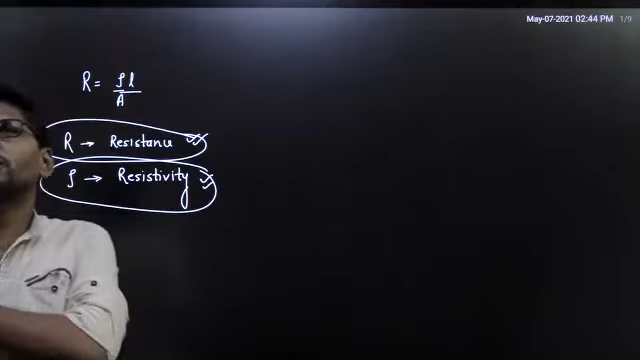 May-07-2021 02:44 PM 1/9
R = ρl
A
R → Resistance
ρ → Resistivity